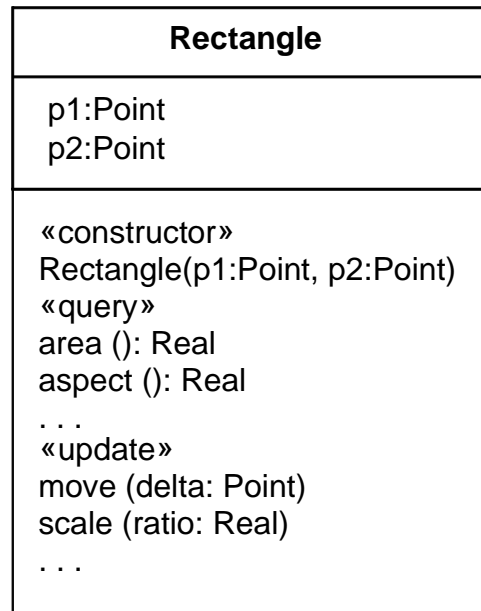 Rectangle
p1:Point
p2:Point
«constructor»
Rectangle(p1:Point, p2:Point)
«query»
area (): Real
aspect (): Real
. . .
«update»
move (delta: Point)
scale (ratio: Real)
. . .